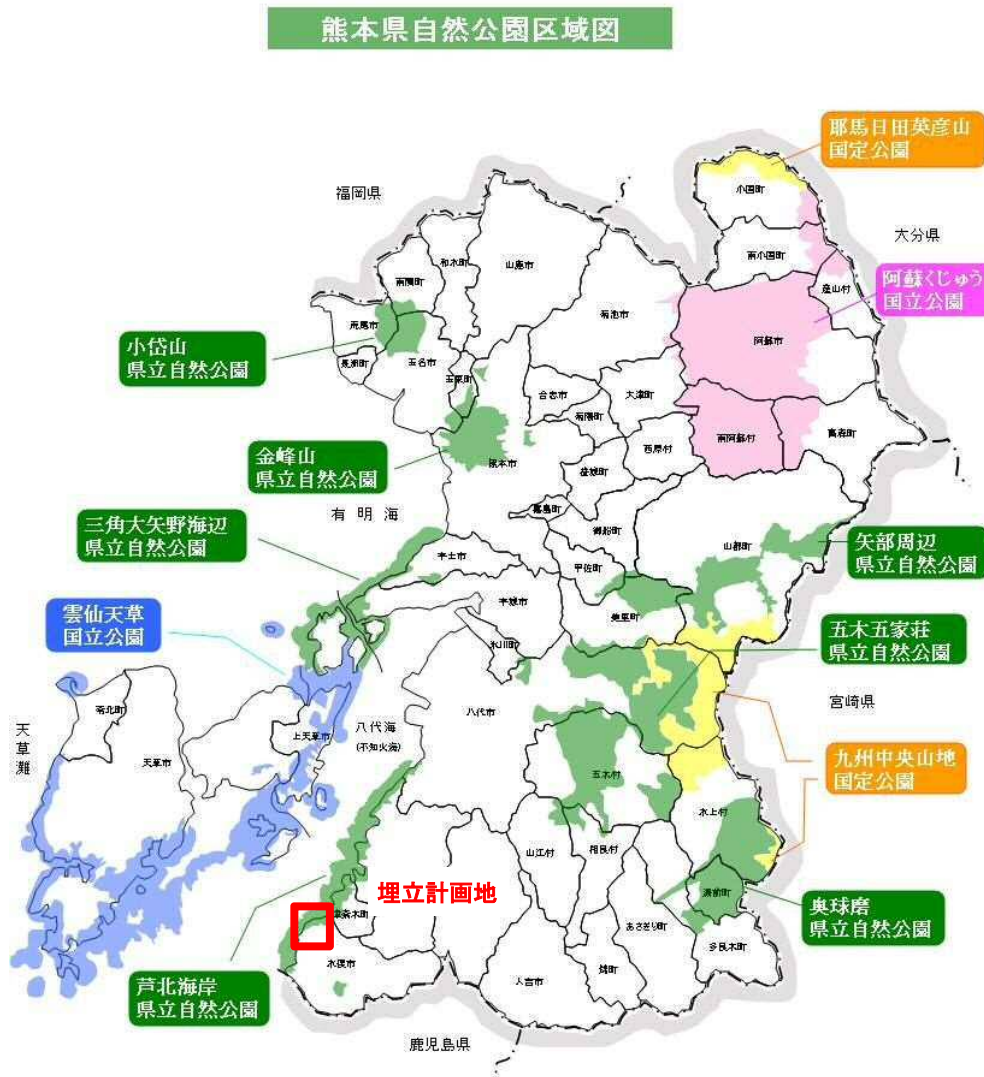 熊本県自然公園区域図
耶馬日田英彦山
国定公園
福岡県
小国町
大分県
南小国町
和水町
山鹿市
南関町
産山村
阿蘇くじゅう
国立公園
菊池市
荒尾市
阿蘇市
小岱山
県立自然公園
長洲町
玉名市
玉東町
合志市
大津町
菊陽町
南阿蘇村
高森町
西原村
熊本市
金峰山
県立自然公園
益城町
有明海
嘉島町
御船町
三角大矢野海辺
県立自然公園
山都町
矢部周辺
県立自然公園
宇土市
甲佐町
宇城市
美里町
雲仙天草
国立公園
氷川町
五木五家荘
県立自然公園
苓北町
八代市
宮崎県
天草灘
上天草市
八代海
(不知火海)
天草市
九州中央山地
国定公園
五木村
水上村
山江村
相良村
埋立計画地
湯前町
津奈木町
あさぎり町
奥球磨
県立自然公園
多良木町
水俣市
錦町
人吉市
芦北海岸
県立自然公園
鹿児島県